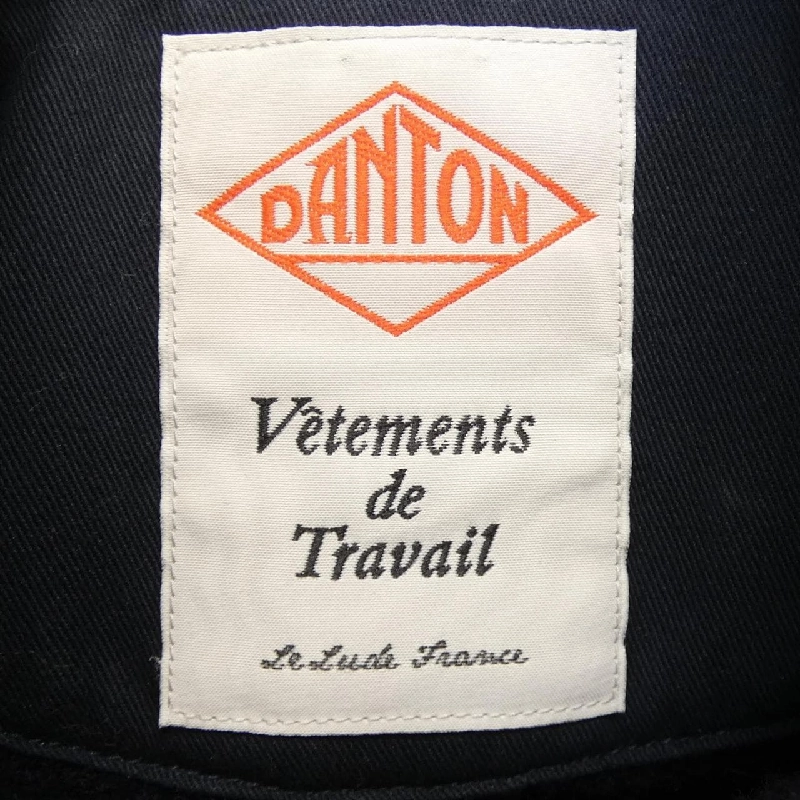 DANTON
Vêtements
de
Travail
Le Lude France